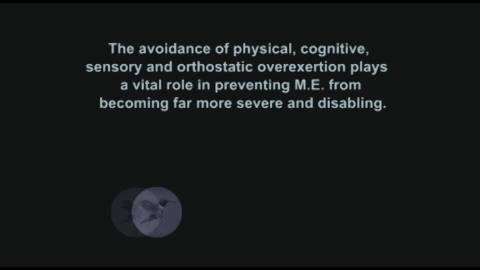 The avoidance of physical, cognitive,
sensory and orthostatic overexertion plays
a vital role in preventing M.E. from
becoming far more severe and disabling.